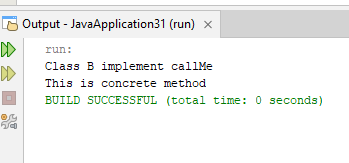 Output - JavaApplication31 (run)
run:
Class B implement callMe
This is concrete method
BUILD SUCCESSFUL (total time: 0 seconds)